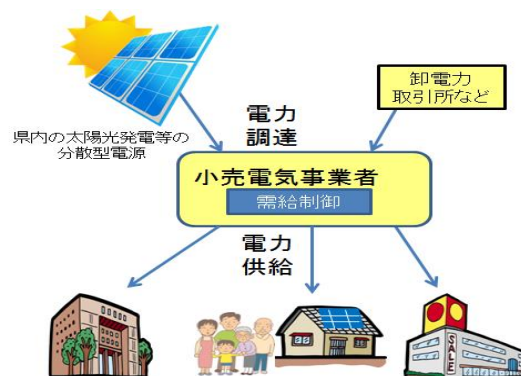 卸電力
取引所など
電力
調達
県内の太陽光発電等の
分散型電源
小売電気事業者
需給制御
電力
供給
SALE